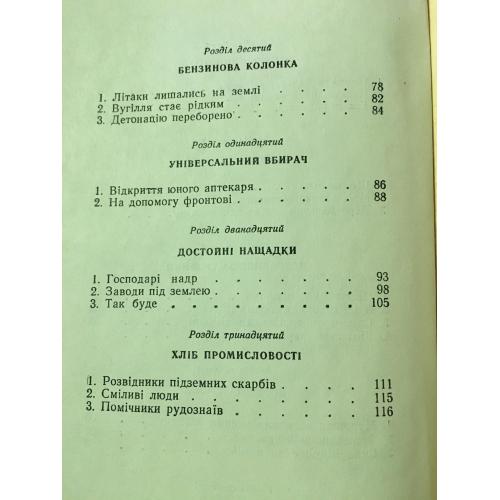 Розділ десятий
БЕНЗИНОВА КОЛОНКА
1. Літаки лишались на землі . . . . 78
2. Вугілля стає рідким . . . . . 82
3. Детонацію переборено . . . . . 84
Розділ одинадцятий
УНІВЕРСАЛЬНИЙ ВБИРАЧ
1. Відкриття юного аптекаря . . . . . 86
2. На допомогу фронтові . . . . . . 88
Розділ дванадцятий
ДОСТОЙНІ НАЩАДКИ
1. Господарі надр . . . . . . . 93
2. Заводи під землею . . . . . . . 98
3. Так буде . . . . . . . . . 105
Розділ тринадцятий
ХЛІБ ПРОМИСЛОВОСТІ
1. Розвідники підземних скарбів . . . . 111
2. Сміливі люди . . . . . . . . 115
3. Помічники рудознаїв . . . . . . 116